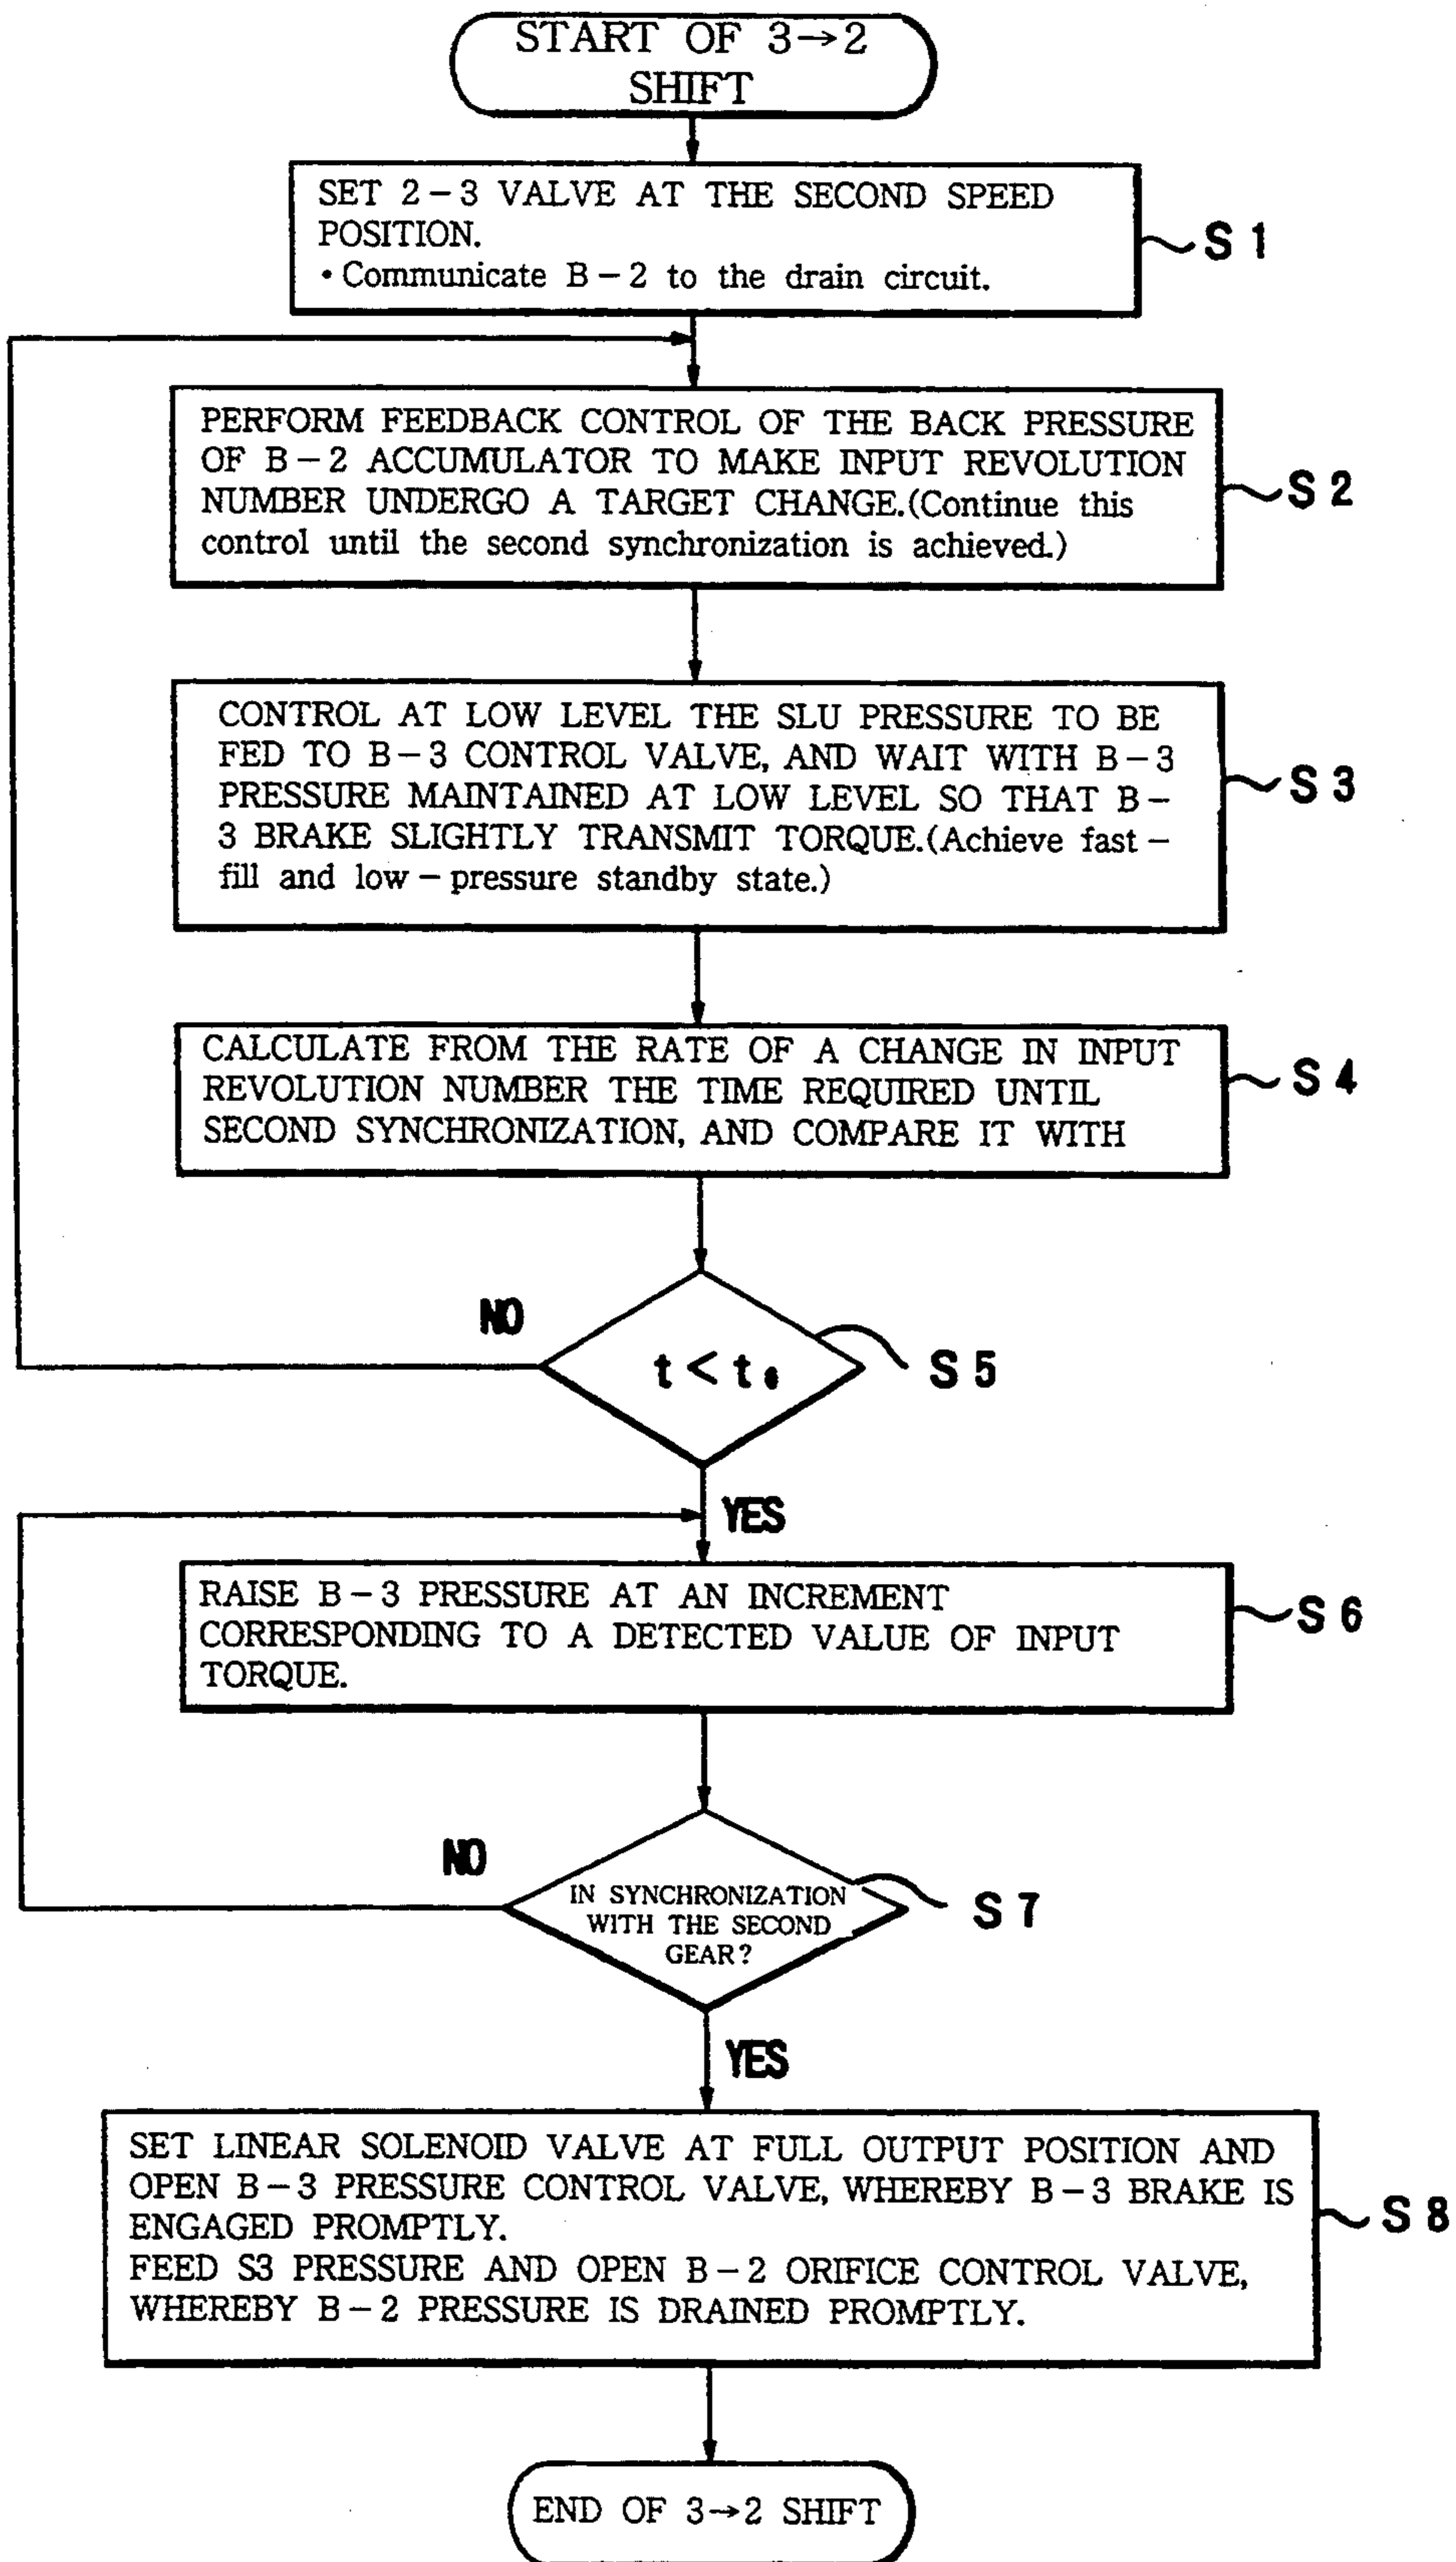 START OF 3→2
SHIFT
SET 2-3 VALVE AT THE SECOND SPEED
POSITION.
• Communicate B-2 to the drain circuit.
S1
PERFORM FEEDBACK CONTROL OF THE BACK PRESSURE
OF B-2 ACCUMULATOR TO MAKE INPUT REVOLUTION
NUMBER UNDERGO A TARGET CHANGE.(Continue this
control until the second synchronization is achieved.)
S2
CONTROL AT LOW LEVEL THE SLU PRESSURE TO BE
FED TO B-3 CONTROL VALVE, AND WAIT WITH B-3
PRESSURE MAINTAINED AT LOW LEVEL SO THAT B-
3 BRAKE SLIGHTLY TRANSMIT TORQUE.(Achieve fast-
fill and low-pressure standby state.)
S3
CALCULATE FROM THE RATE OF A CHANGE IN INPUT
REVOLUTION NUMBER THE TIME REQUIRED UNTIL
SECOND SYNCHRONIZATION, AND COMPARE IT WITH
S4
NO
t < t
S5
YES
RAISE B-3 PRESSURE AT AN INCREMENT
CORRESPONDING TO A DETECTED VALUE OF INPUT
TORQUE.
S6
NO
IN SYNCHRONIZATION
WITH THE SECOND
GEAR?
S7
YES
SET LINEAR SOLENOID VALVE AT FULL OUTPUT POSITION AND
OPEN B-3 PRESSURE CONTROL VALVE, WHEREBY B-3 BRAKE IS
ENGAGED PROMPTLY.
FEED S3 PRESSURE AND OPEN B-2 ORIFICE CONTROL VALVE,
WHEREBY B-2 PRESSURE IS DRAINED PROMPTLY.
S8
END OF 3→2 SHIFT